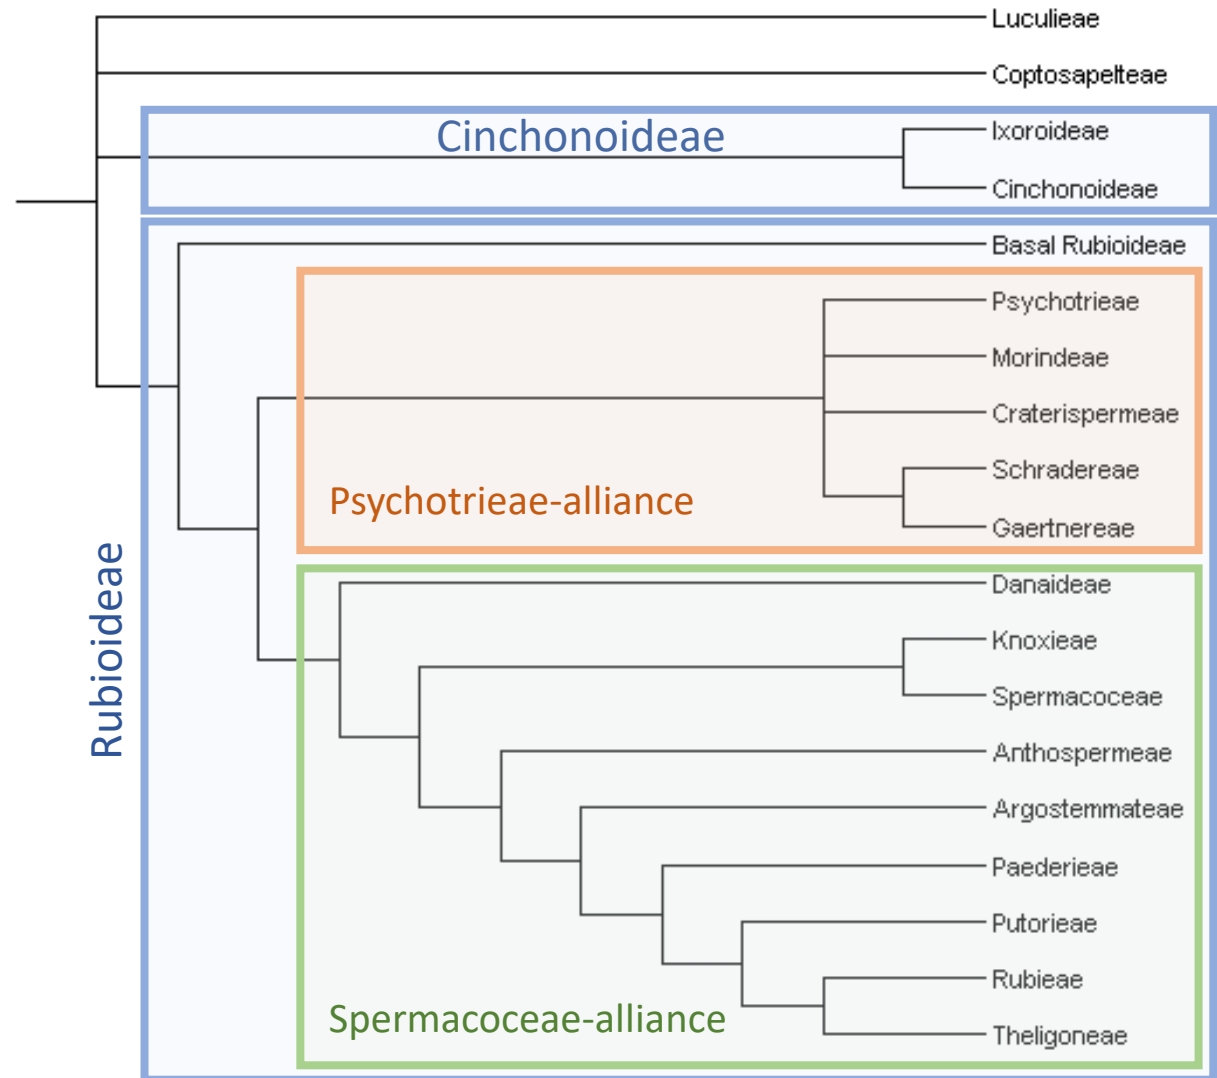 Luculieae
Coptosapelteae
Cinchonoideae
Ixoroideae
Cinchonoideae
Rubioideae
Basal Rubioideae
Psychotrieae-alliance
Psychotrieae
Morindeae
Craterispermeae
Schradereae
Gaertnereae
Spermacoceae-alliance
Danaideae
Knoxieae
Spermacoceae
Anthospermeae
Argostemmateae
Paederieae
Putorieae
Rubieae
Theligoneae